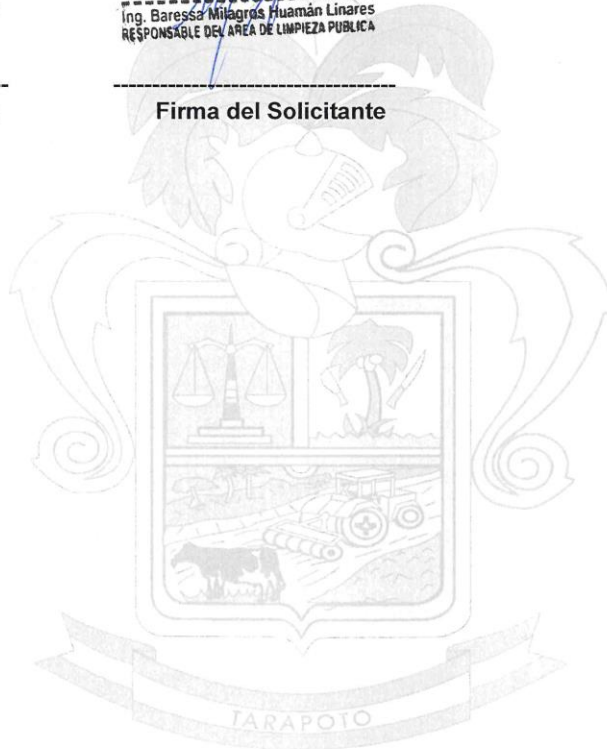 Ing. Baressa Milagros Huamán Linares
RESPONSABLE DEL AREA DE LIMPIEZA PUBLICA
Firma del Solicitante
TARAPOTO